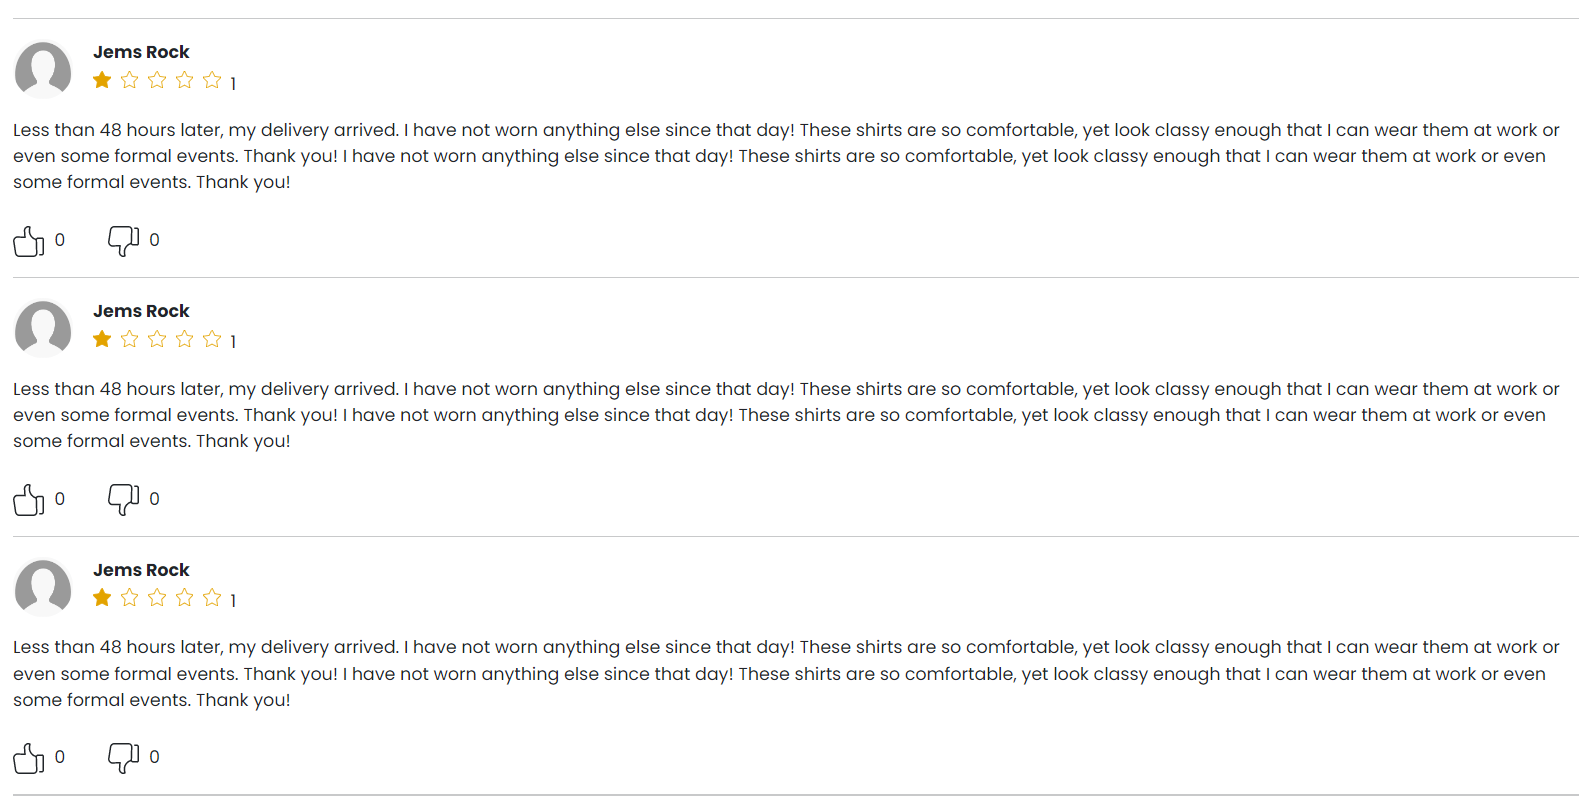 Jems Rock
1
Less than 48 hours later, my delivery arrived. I have not worn anything else since that day! These shirts are so comfortable, yet look classy enough that I can wear them at work or
even some formal events. Thank you! I have not worn anything else since that day! These shirts are so comfortable, yet look classy enough that I can wear them at work or even
some formal events. Thank you!
0 0
Jems Rock
1
Less than 48 hours later, my delivery arrived. I have not worn anything else since that day! These shirts are so comfortable, yet look classy enough that I can wear them at work or
even some formal events. Thank you! I have not worn anything else since that day! These shirts are so comfortable, yet look classy enough that I can wear them at work or even
some formal events. Thank you!
0 0
Jems Rock
1
Less than 48 hours later, my delivery arrived. I have not worn anything else since that day! These shirts are so comfortable, yet look classy enough that I can wear them at work or
even some formal events. Thank you! I have not worn anything else since that day! These shirts are so comfortable, yet look classy enough that I can wear them at work or even
some formal events. Thank you!
0 0